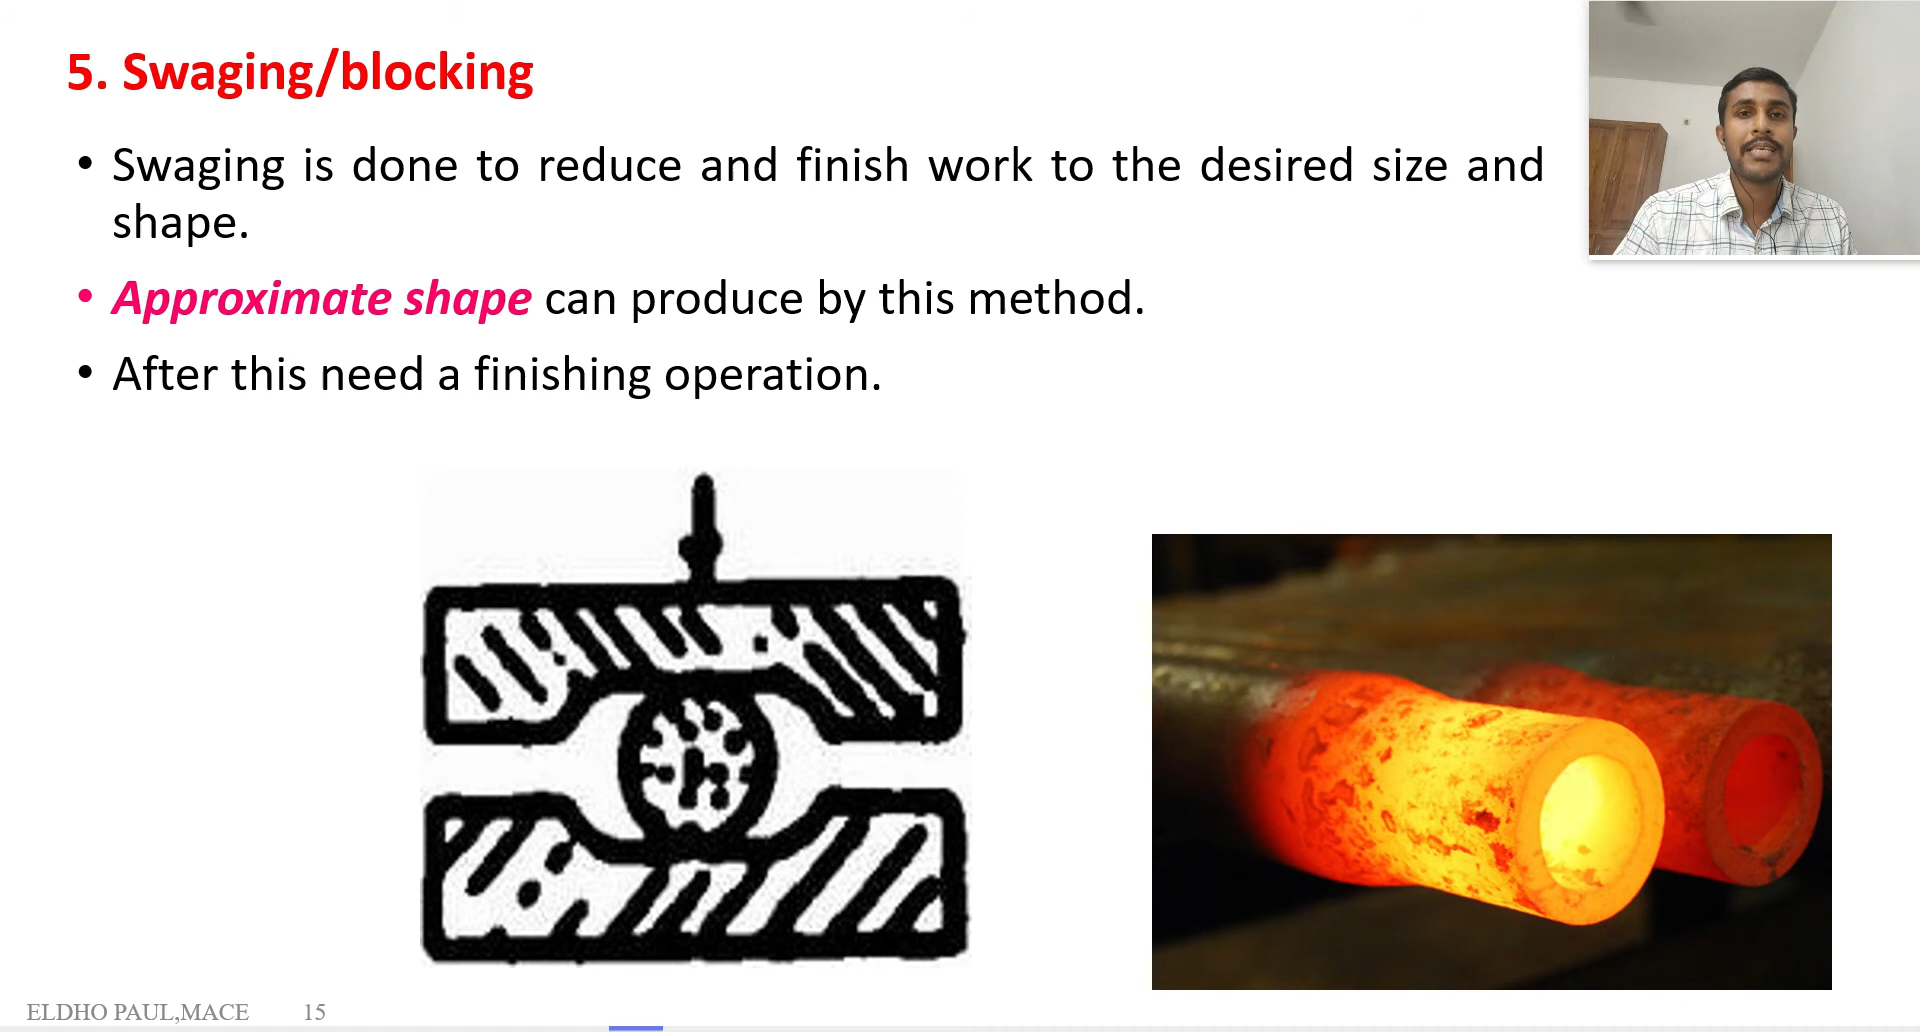 5. Swaging/blocking
• Swaging is done to reduce and finish work to the desired size and
shape.
• Approximate shape can produce by this method.
• After this need a finishing operation.
ELDHO PAUL,MACE 15